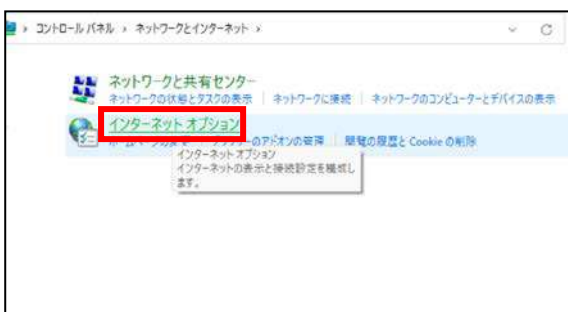 › コントロール パネル › ネットワークとインターネット ›
ネットワークと共有センター
ネットワークの状態とタスクの表示 | ネットワークに接続 | ネットワークのコンピューターとデバイスの表示
インターネット オプション
のアドオンの管理 | 閲覧の履歴と Cookie の削除
インターネット オプション
インターネットの表示と接続設定を構成し
ます。